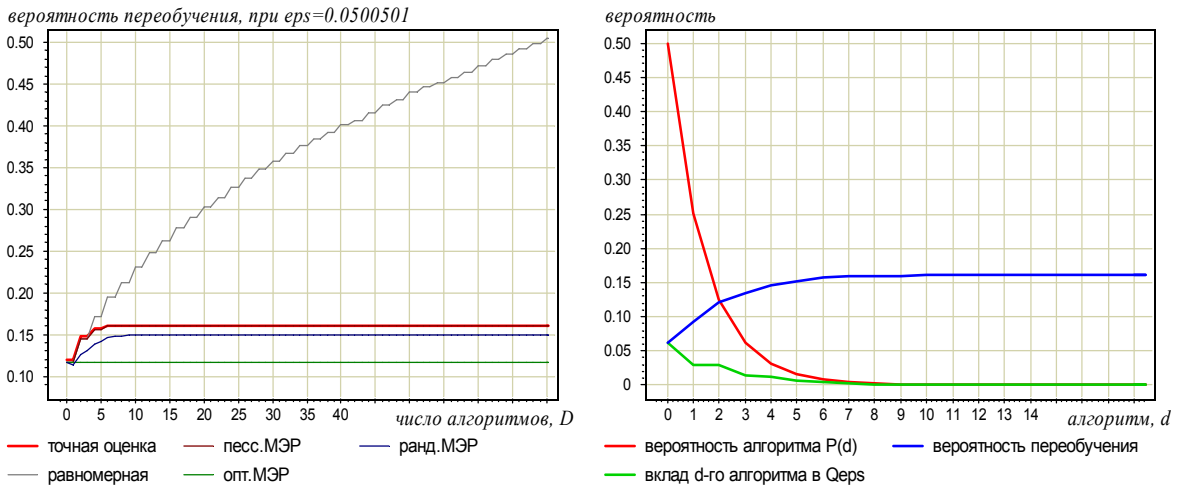 вероятность переобучения, при eps=0.0500501
0.50
0.45
0.40
0.35
0.30
0.25
0.20
0.15
0.10
0 5 10 15 20 25 30 35 40
число алгоритмов, D
точная оценка песс.МЭР ранд.МЭР
равномерная опт.МЭР
вероятность
0.50
0.45
0.40
0.35
0.30
0.25
0.20
0.15
0.10
0.05
0
0 1 2 3 4 5 6 7 8 9 10 11 12 13 14
алгоритм, d
вероятность алгоритма P(d) вероятность переобучения
вклад d-го алгоритма в Qeps